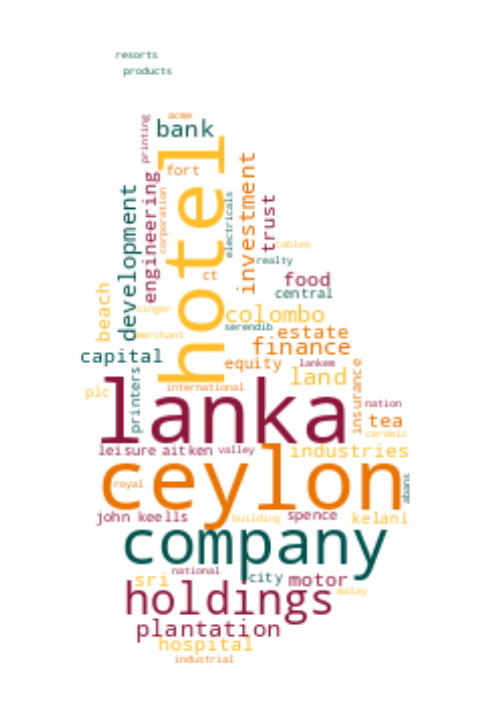 resorts
products
acme
printing
bank
hotel
fort
engineering
corporation
investment
development
electricals
trust
cables
realty
ct
food
central
beach
singer
colombo
serendib
estate
merchant
finance
capital
equity
lankem
land
insurance
plc
printers
international
lanka
nation
tea
ceramic
leisure
aitken
valley
industries
ceylon
royal
abans
john keells
building
spence
kelani
company
national
sri
city
motor
malay
holdings
plantation
hospital
industrial